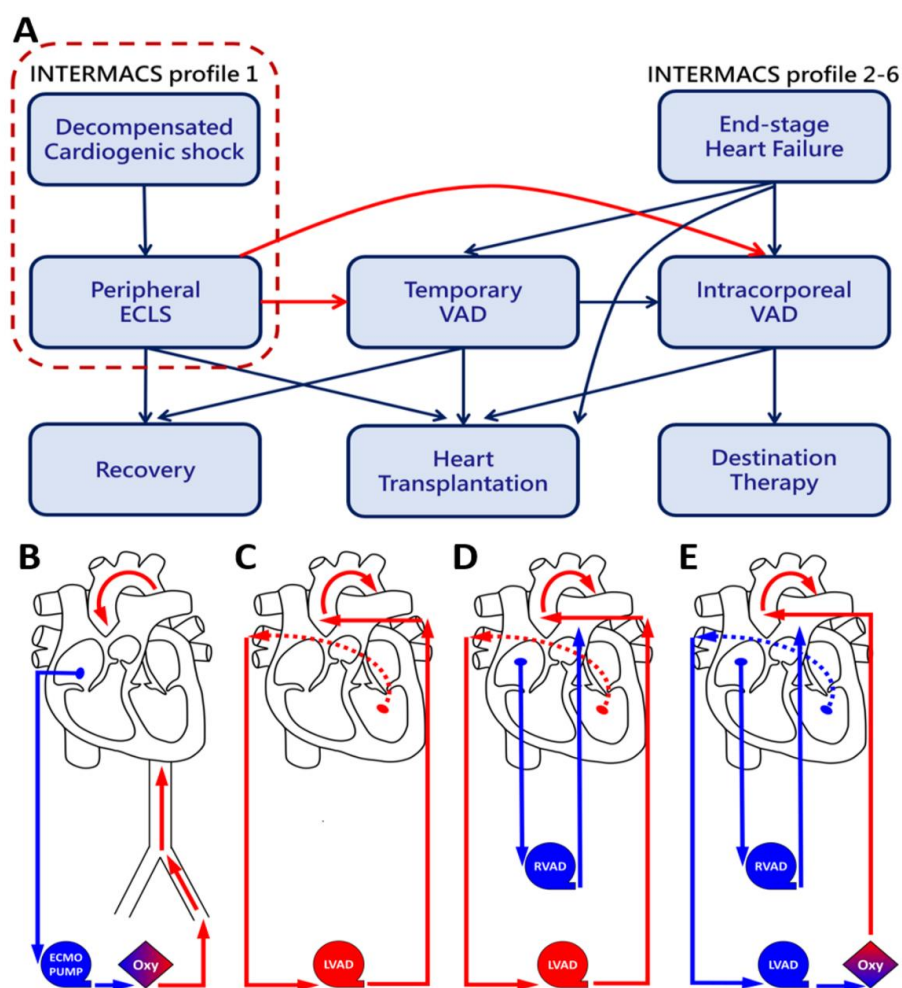 A
INTERMACS profile 1
INTERMACS profile 2-6
Decompensated
Cardiogenic shock
End-stage
Heart Failure
Peripheral
ECLS
Temporary
VAD
Intracorporeal
VAD
Recovery
Heart
Transplantation
Destination
Therapy
B
C
D
E
RVAD
RVAD
ECMO
PUMP
Oxy
LVAD
LVAD
LVAD
Oxy